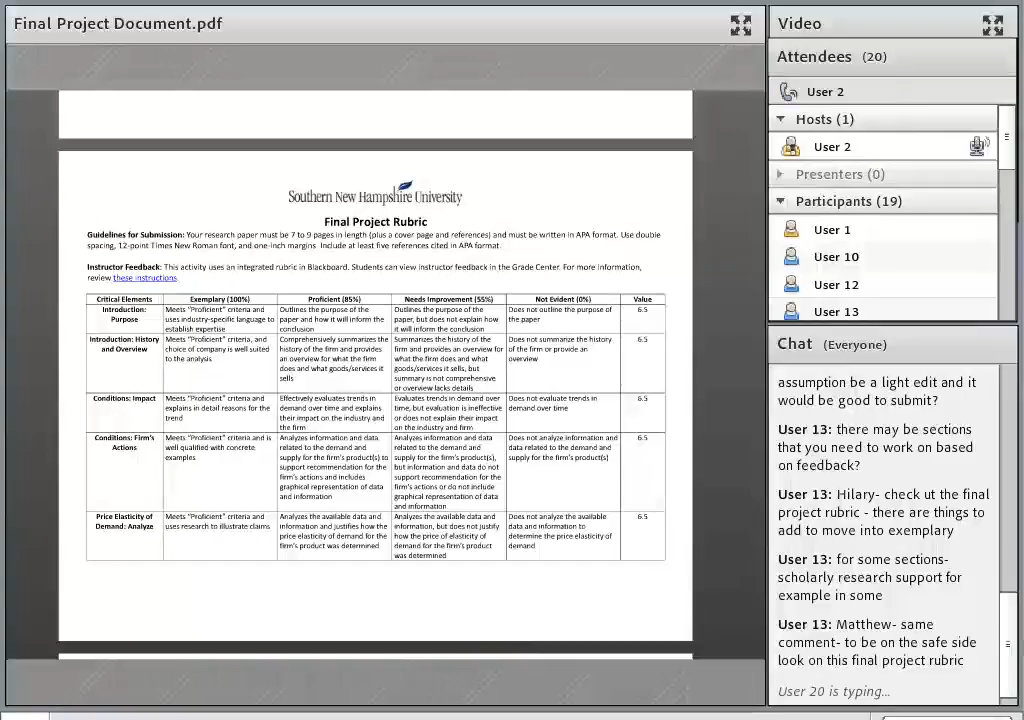 Final Project Document.pdf
Southern New Hampshire University
Final Project Rubric
Guidelines for Submission: Your research paper must be 7 to 9 pages in length (plus a cover page and references) and must be written in APA format. Use double
spacing, 12-point Times New Roman font, and one-inch margins. Include at least five references cited in APA format.
Instructor Feedback: This activity uses an integrated rubric in Blackboard. Students can view instructor feedback in the Grade Center. For more information,
review these instructions.
Critical Elements Exemplary (100%) Proficient (85%) Needs Improvement (55%) Not Evident (0%) Value
Introduction:
Purpose
Meets "Proficient" criteria and
uses industry-specific language to
establish expertise
Outlines the purpose of the
paper and how it will inform the
conclusion
Outlines the purpose of the
paper, but does not explain how
it will inform the conclusion
Does not outline the purpose of
the paper
6.5
Introduction: History
and Overview
Meets "Proficient" criteria, and
choice of company is well suited
to the analysis
Comprehensively summarizes the
history of the firm and provides
an overview for what the firm
does and what goods/services it
sells
Summarizes the history of the
firm and provides an overview for
what the firm does and what
goods/services it sells, but
summary is not comprehensive
or overview lacks details
Does not summarize the history
of the firm or provide an
overview
6.5
Conditions: Impact
Meets "Proficient" criteria and
explains in detail reasons for the
trend
Effectively evaluates trends in
demand over time and explains
their impact on the industry and
the firm
Evaluates trends in demand over
time, but evaluation is ineffective
or does not explain their impact
on the industry and firm
Does not evaluate trends in
demand over time
6.5
Conditions: Firm's
Actions
Meets "Proficient" criteria and is
well qualified with concrete
examples
Analyzes information and data
related to the demand and
supply for the firm's product(s) to
support recommendation for the
firm's actions and includes
graphical representation of data
and information
Analyzes information and data
related to the demand and
supply for the firm's product(s),
but information and data do not
support recommendation for the
firm's actions or do not include
graphical representation of data
and information
Does not analyze information and
data related to the demand and
supply for the firm's product(s)
6.5
Price Elasticity of
Demand: Analyze
Meets "Proficient" criteria and
uses research to illustrate claims
Analyzes the available data and
information and justifies how the
price elasticity of demand for the
firm's product was determined
Analyzes the available data and
information, but does not justify
how the price of elasticity of
demand for the firm's product
was determined
Does not analyze the available
data and information to
determine the price elasticity of
demand
6.5
Video
Attendees (20)
User 2
Hosts (1)
User 2
Presenters (0)
Participants (19)
User 1
User 10
User 12
User 13
Chat (Everyone)
assumption be a light edit and it
would be good to submit?
User 13: there may be sections
that you need to work on based
on feedback?
User 13: Hilary- check ut the final
project rubric - there are things to
add to move into exemplary
User 13: for some sections-
scholarly research support for
example in some
User 13: Matthew- same
comment- to be on the safe side
look on this final project rubric
User 20 is typing...